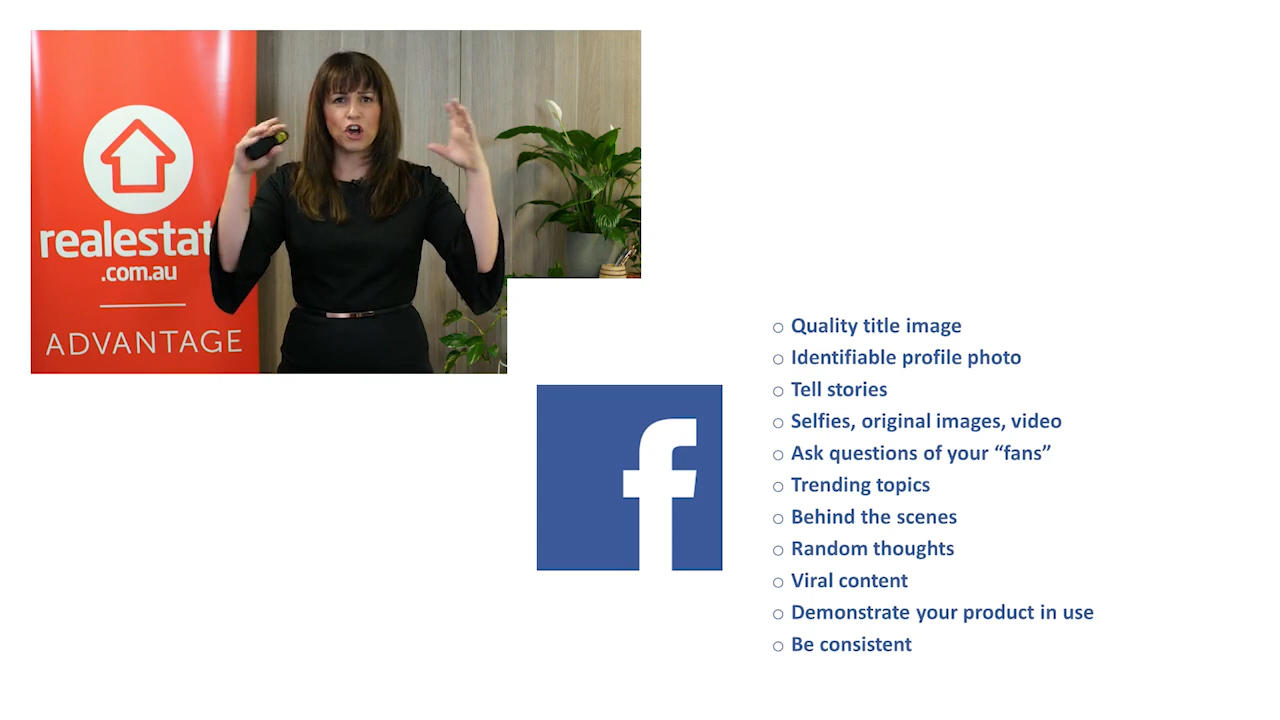 realestat
.com.au
ADVANTAGE
Quality title image
Identifiable profile photo
Tell stories
Selfies, original images, video
Ask questions of your “fans”
Trending topics
Behind the scenes
Random thoughts
Viral content
Demonstrate your product in use
Be consistent